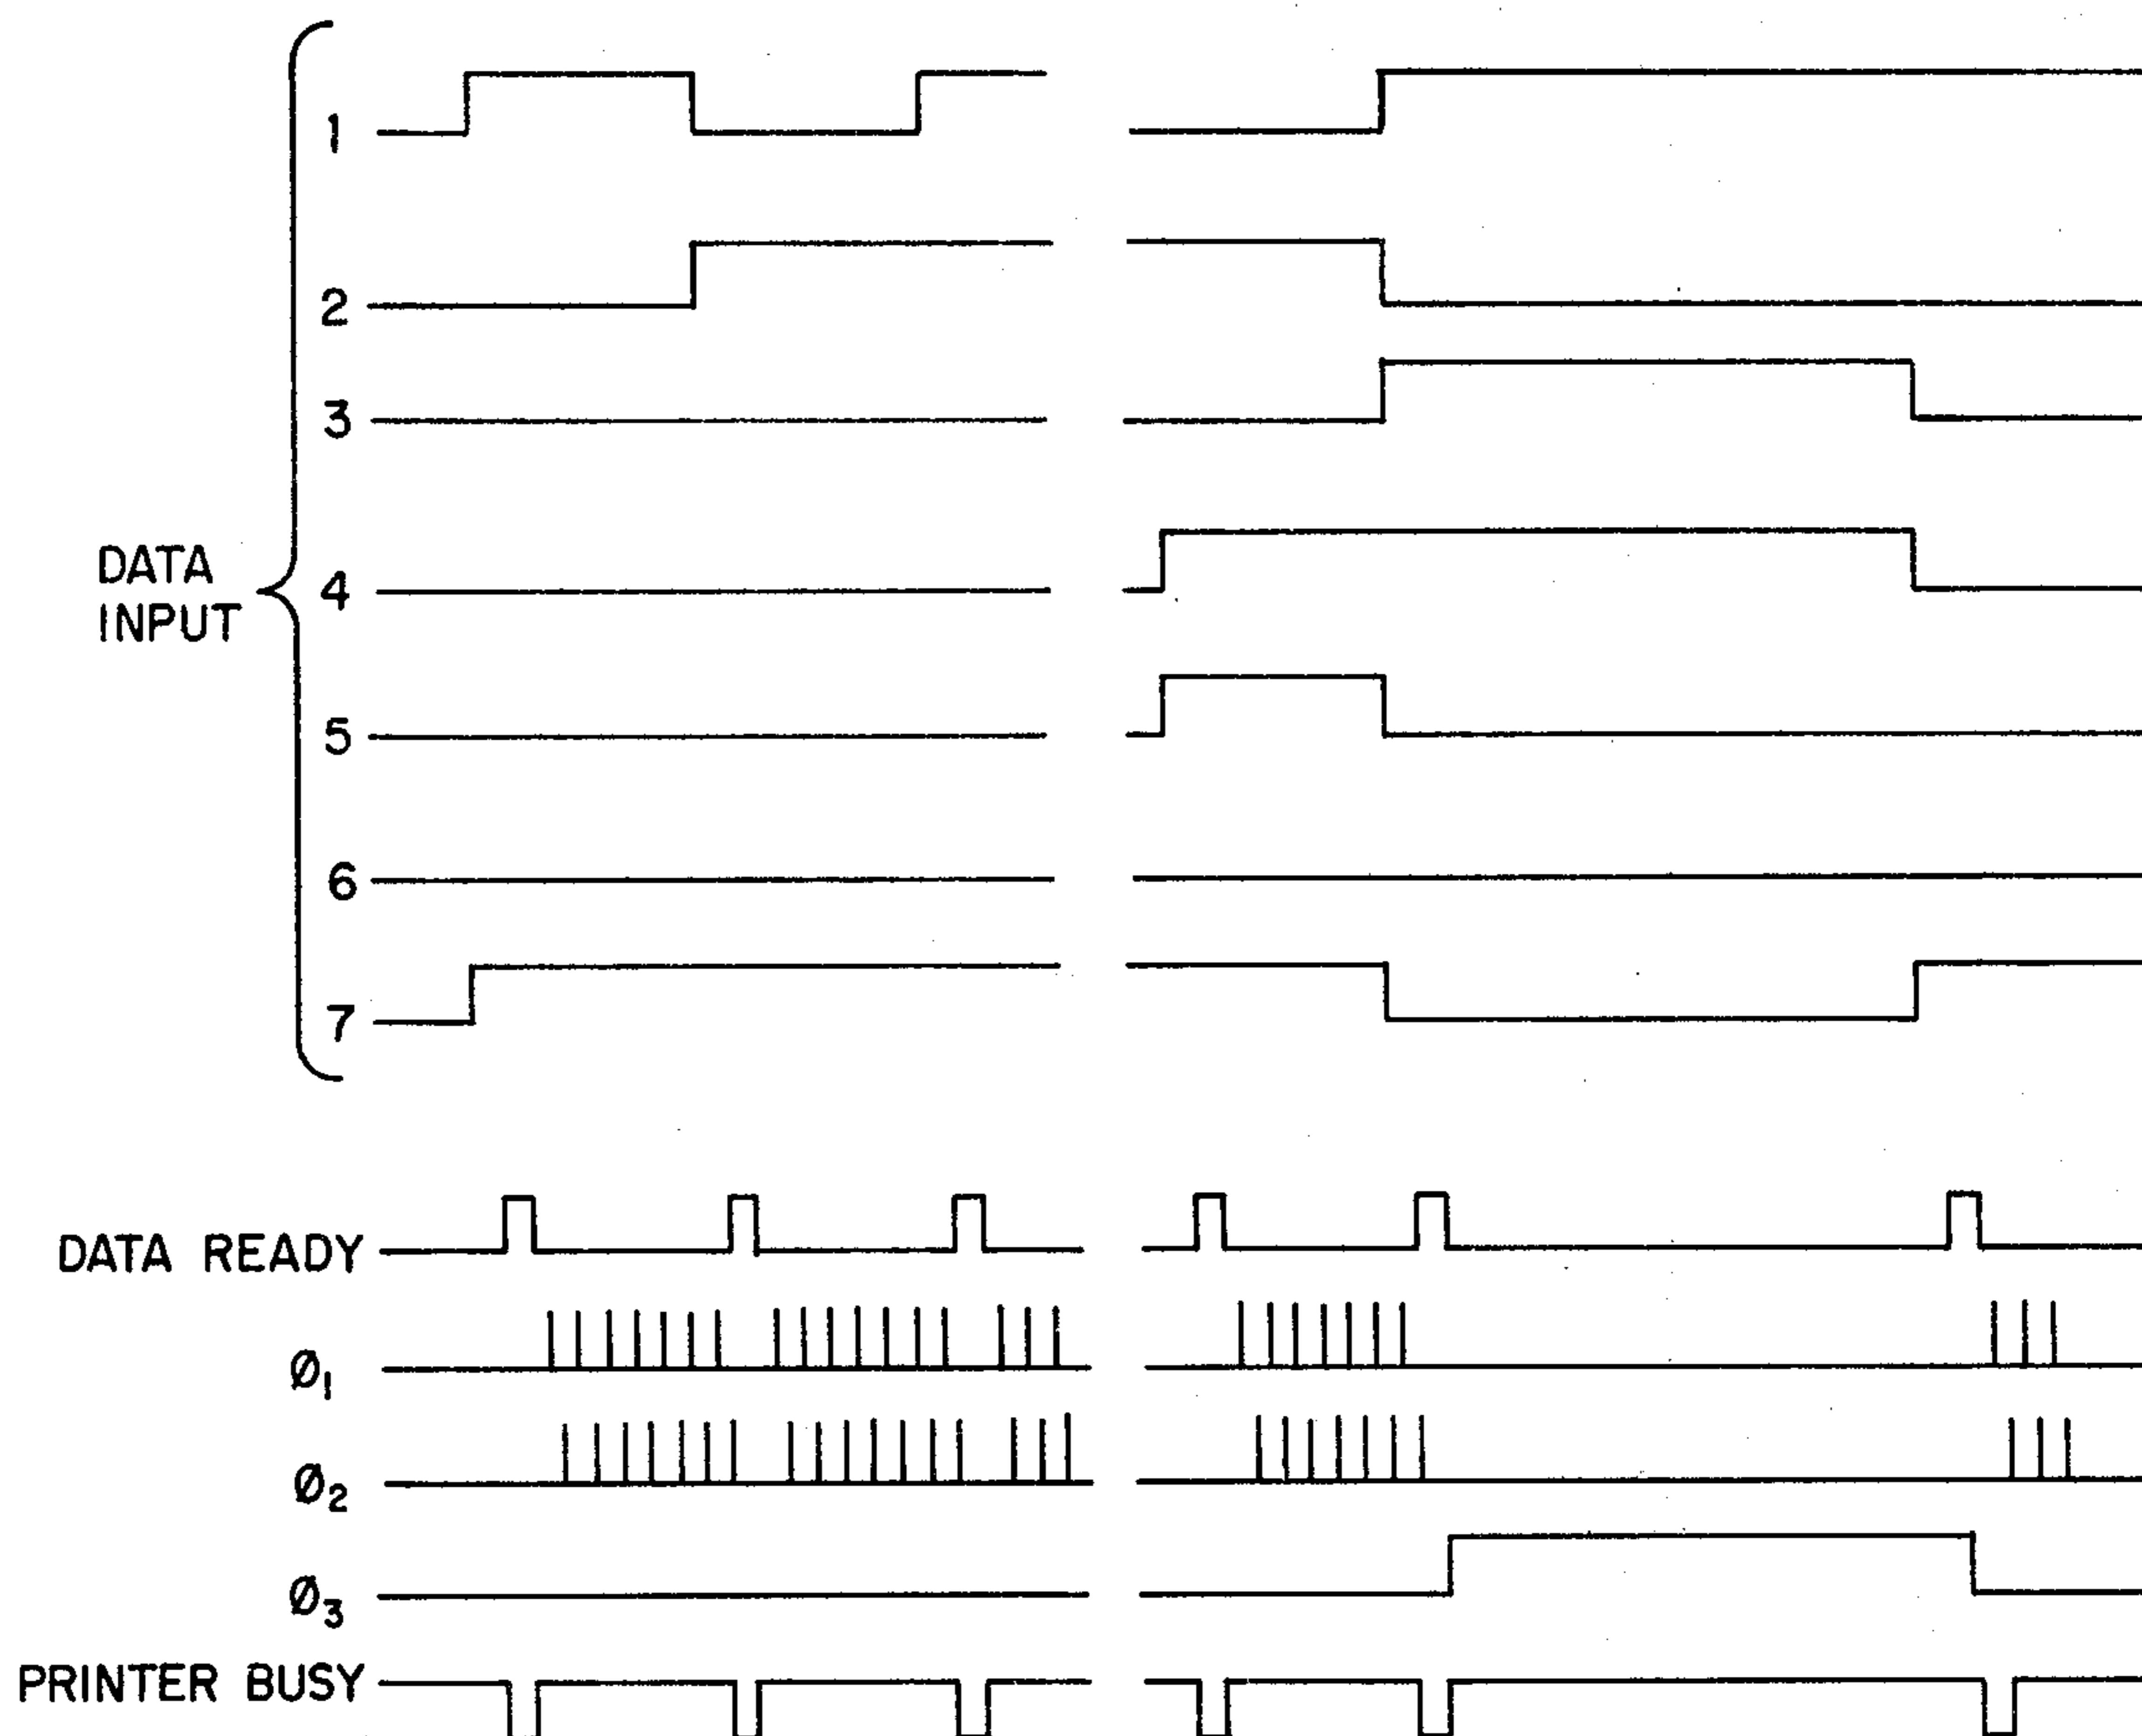 1
2
3
DATA
INPUT
4
5
6
7
DATA READY
Ø₁
Ø₂
Ø₃
PRINTER BUSY